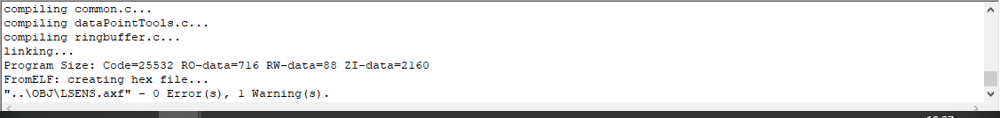 compiling common.c...
compiling dataPointTools.c...
compiling ringbuffer.c...
linking...
Program Size: Code=25532 RO-data=716 RW-data=88 ZI-data=2160
FromELF: creating hex file...
"..\OBJ\LSENS.axf" - 0 Error(s), 1 Warning(s).